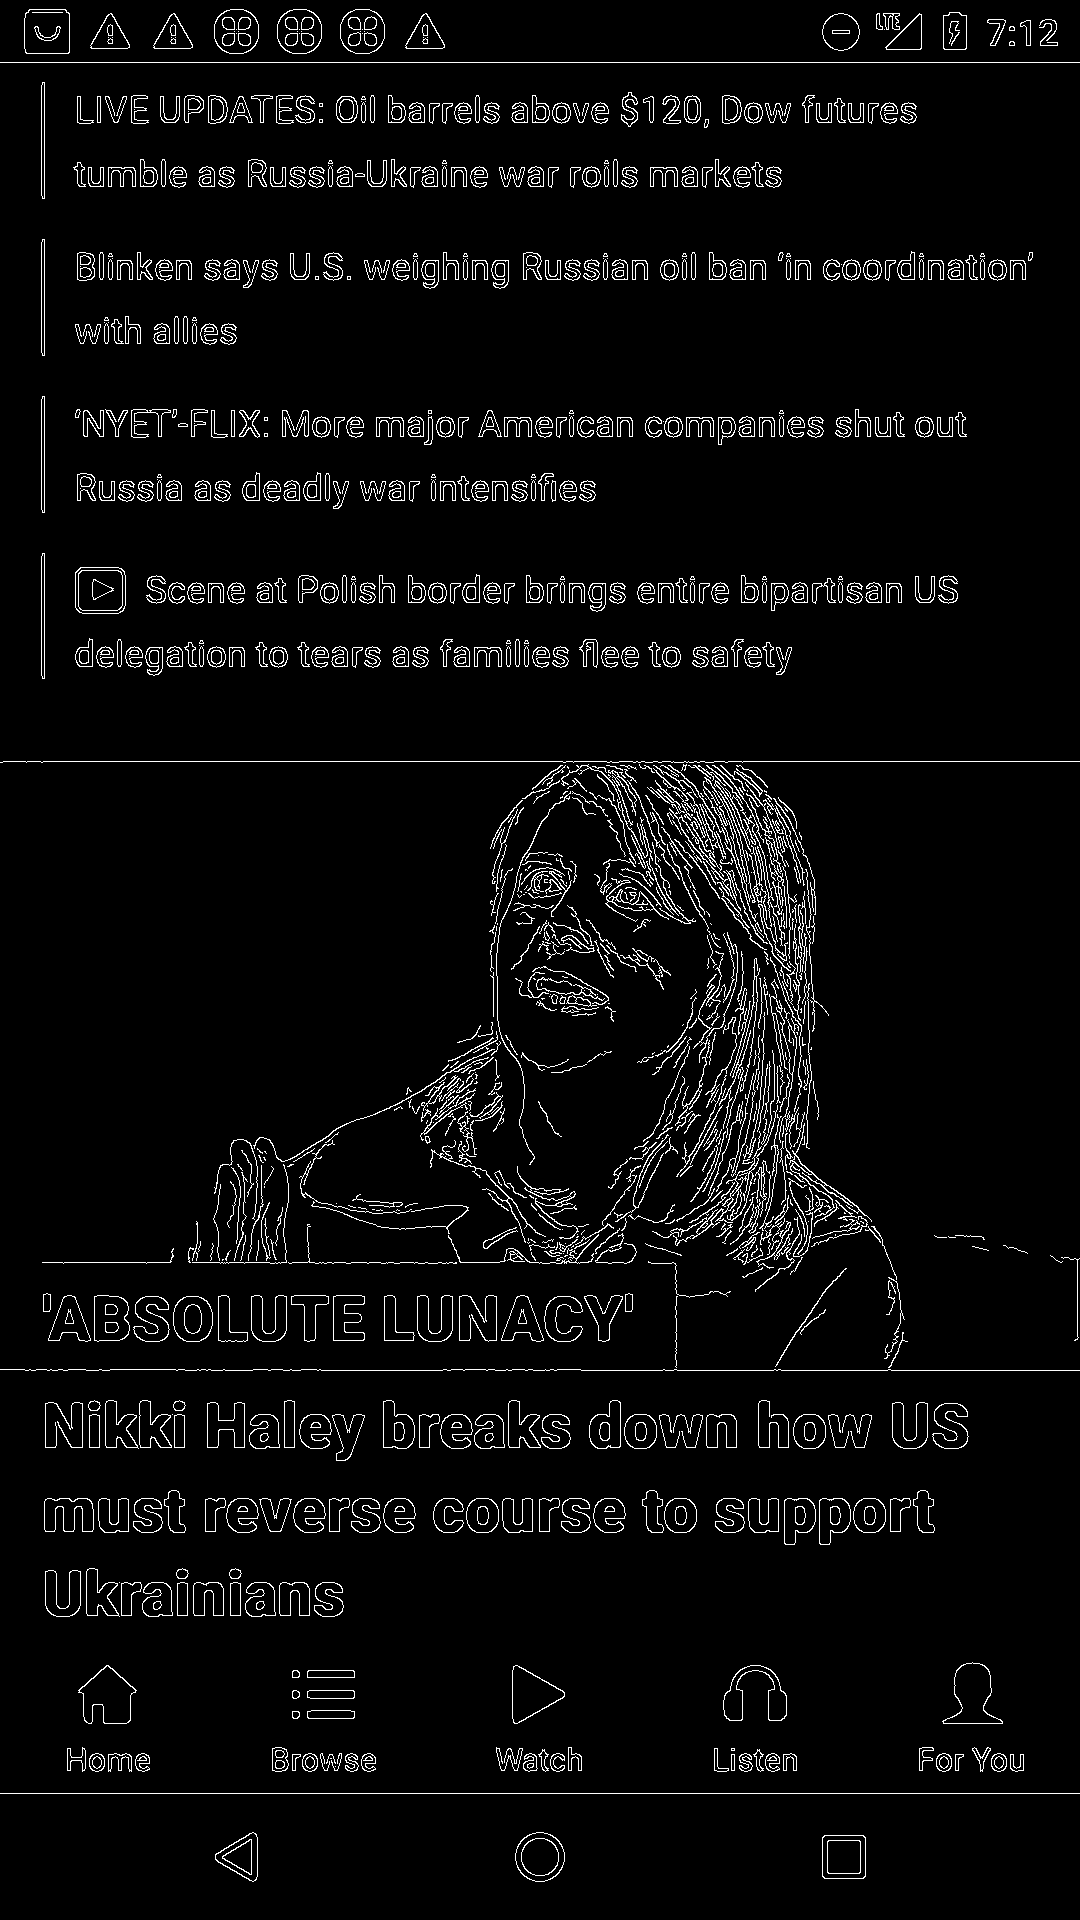 7:12
LTE
LIVE UPDATES: Oil barrels above $120, Dow futures
tumble as Russia-Ukraine war roils markets
Blinken says U.S. weighing Russian oil ban ‘in coordination’
with allies
‘NYET’-FLIX: More major American companies shut out
Russia as deadly war intensifies
Scene at Polish border brings entire bipartisan US
delegation to tears as families flee to safety
'ABSOLUTE LUNACY'
Nikki Haley breaks down how US
must reverse course to support
Ukrainians
Home
Browse
Watch
Listen
For You